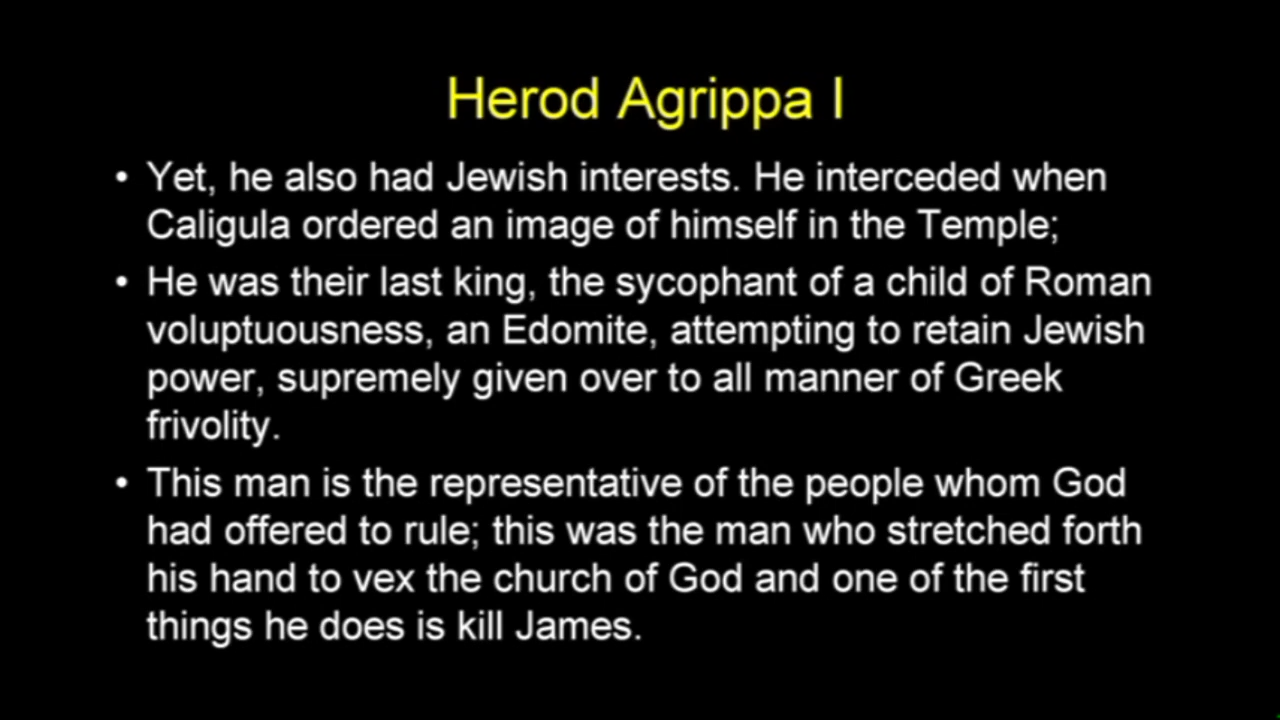 Herod Agrippa I
• Yet, he also had Jewish interests. He interceded when
Caligula ordered an image of himself in the Temple;
• He was their last king, the sycophant of a child of Roman
voluptuousness, an Edomite, attempting to retain Jewish
power, supremely given over to all manner of Greek
frivolity.
• This man is the representative of the people whom God
had offered to rule; this was the man who stretched forth
his hand to vex the church of God and one of the first
things he does is kill James.